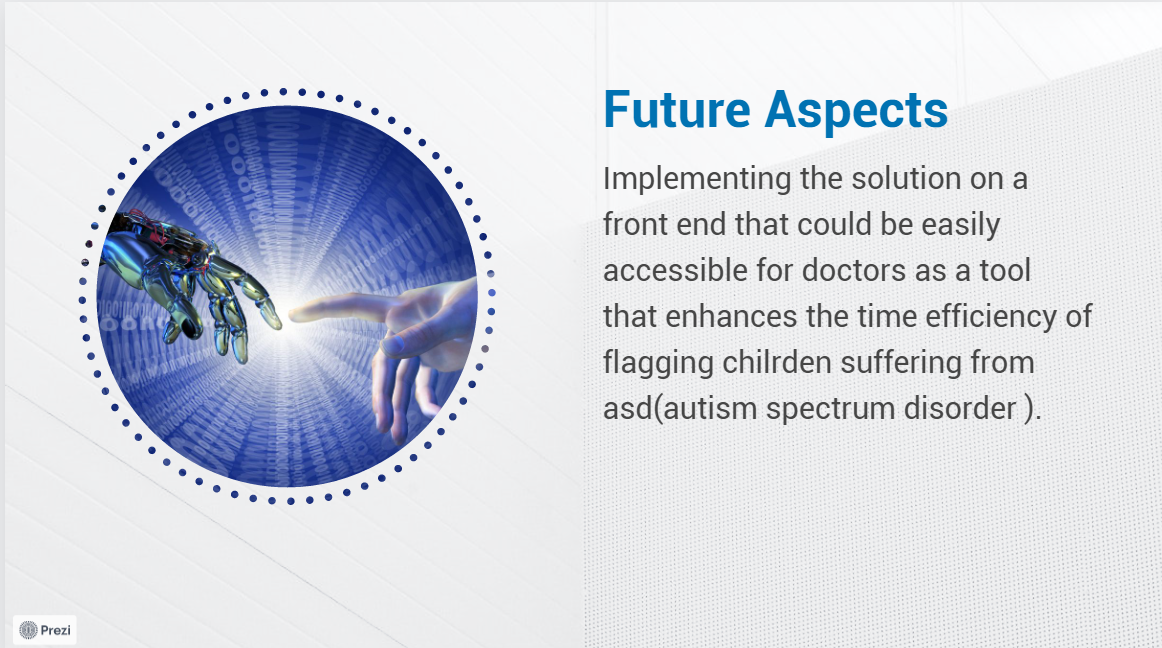 Future Aspects
Implementing the solution on a
front end that could be easily
accessible for doctors as a tool
that enhances the time efficiency of
flagging chilrden suffering from
asd(autism spectrum disorder ).
Prezi